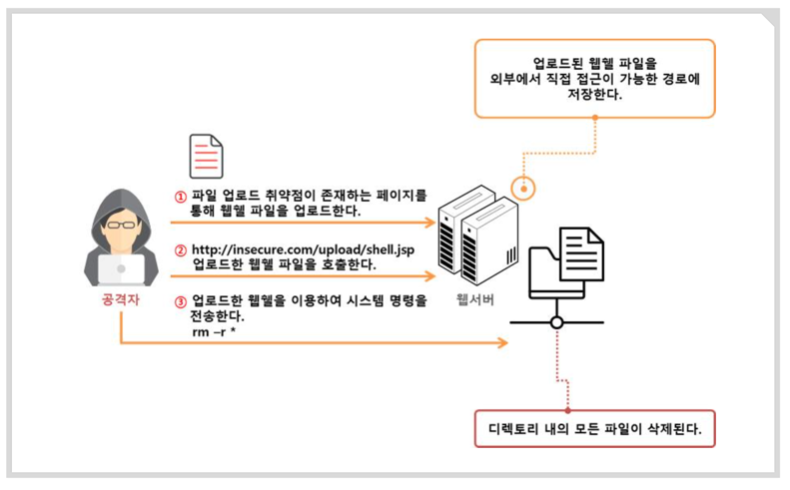 업로드된 웹쉘 파일을
외부에서 직접 접근이 가능한 경로에
저장한다.
① 파일 업로드 취약점이 존재하는 페이지를
통해 웹쉘 파일을 업로드한다.
② http://insecure.com/upload/shell.jsp
업로드한 웹쉘 파일을 호출한다.
③ 업로드한 웹쉘을 이용하여 시스템 명령을
전송한다.
rm –r *
공격자
웹서버
디렉토리 내의 모든 파일이 삭제된다.